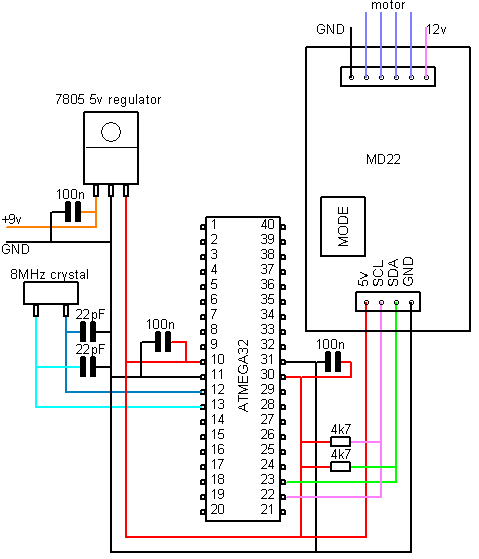 motor
GND
12v
7805 5v regulator
MD22
100n
MODE
+9v
GND
5v
SCL
SDA
GND
8MHz crystal
22pF
22pF
100n
100n
ATMEGA32
1 40
2 39
3 38
4 37
5 36
6 35
7 34
8 33
9 32
10 31
11 30
12 29
13 28
14 27
15 26
16 25
17 24
18 23
19 22
20 21
4k7
4k7